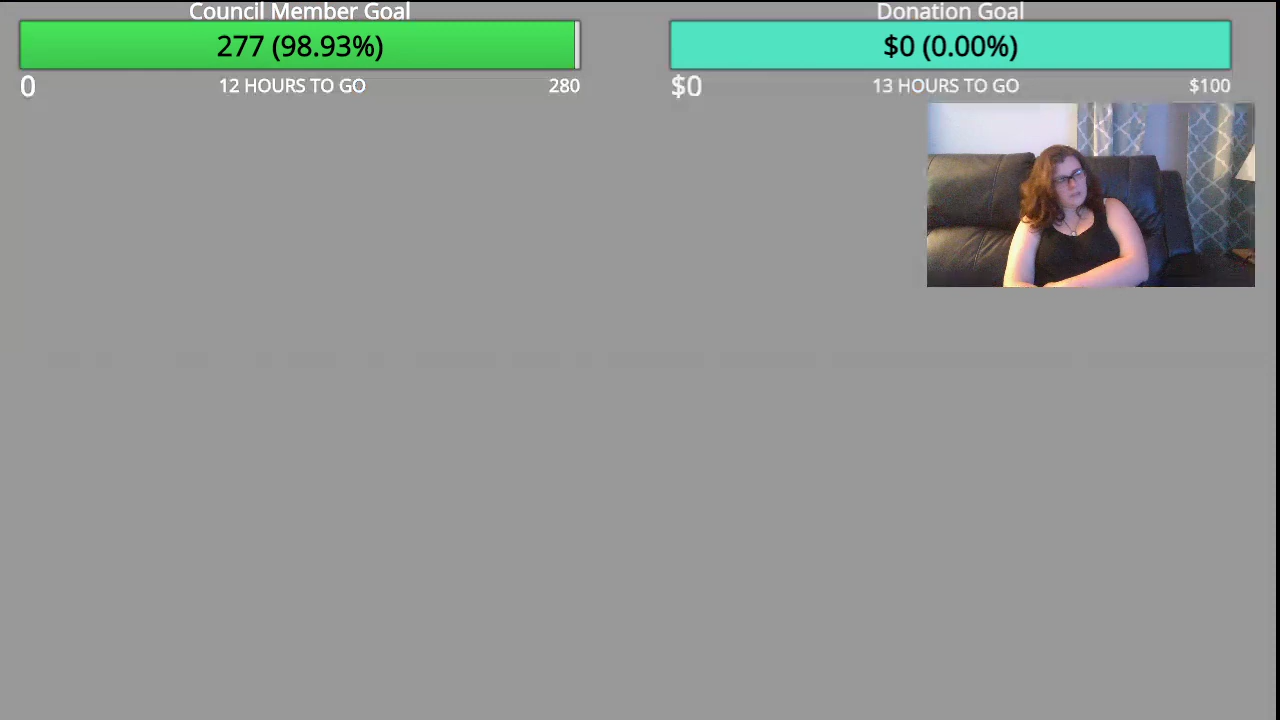 Council Member Goal
277 (98.93%)
0 12 HOURS TO GO 280
Donation Goal
$0 (0.00%)
$0 13 HOURS TO GO $100